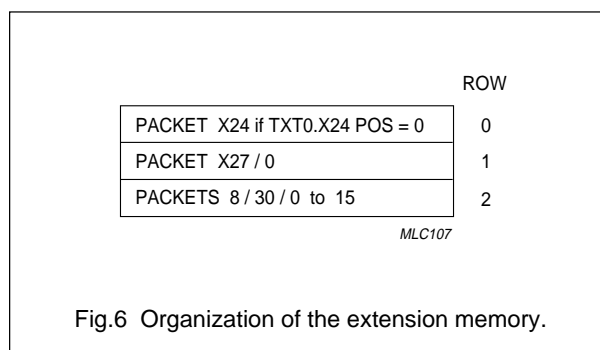 ROW
PACKET X24 if TXT0.X24 POS = 0 0
PACKET X27 / 0 1
PACKETS 8 / 30 / 0 to 15 2
MLC107
Fig.6 Organization of the extension memory.